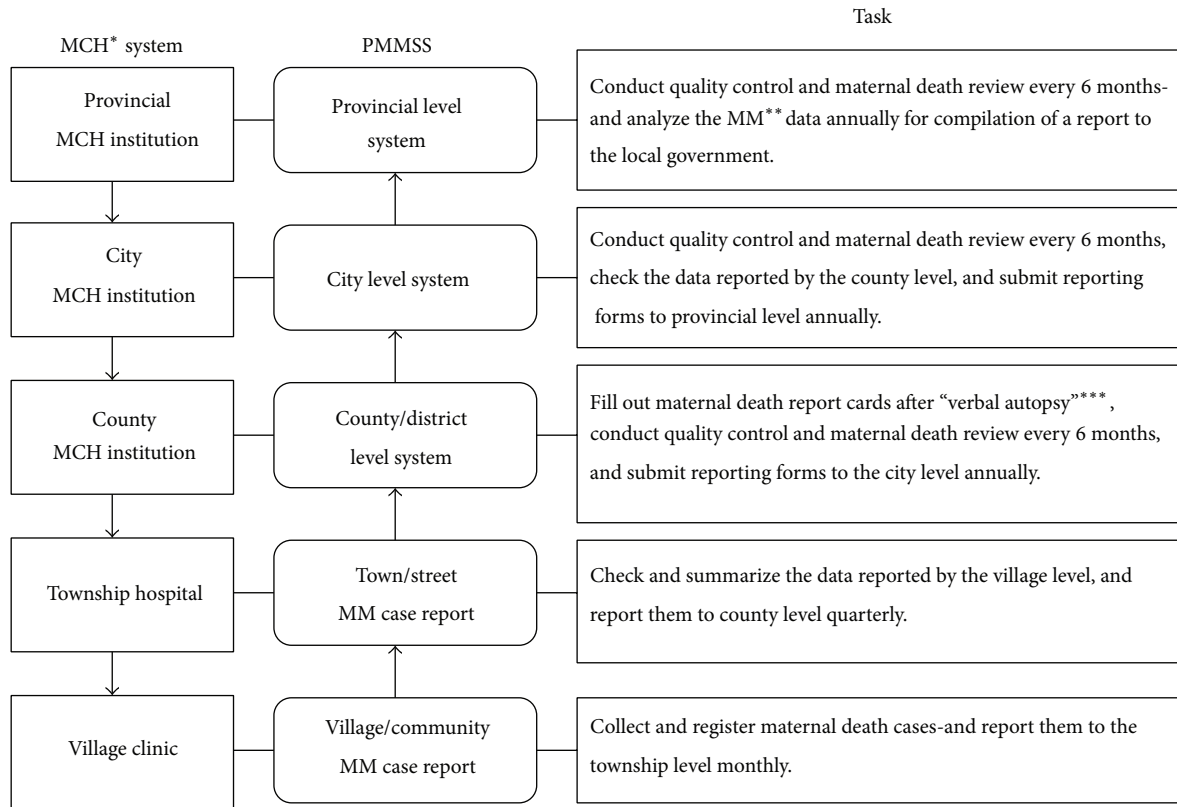 Task
MCH* system
PMMSS
Provincial
MCH institution
Provincial level
system
Conduct quality control and maternal death review every 6 months-
and analyze the MM** data annually for compilation of a report to
the local government.
City
MCH institution
City level system
Conduct quality control and maternal death review every 6 months,
check the data reported by the county level, and submit reporting
forms to provincial level annually.
County
MCH institution
County/district
level system
Fill out maternal death report cards after “verbal autopsy”***,
conduct quality control and maternal death review every 6 months,
and submit reporting forms to the city level annually.
Township hospital
Town/street
MM case report
Check and summarize the data reported by the village level, and
report them to county level quarterly.
Village clinic
Village/community
MM case report
Collect and register maternal death cases-and report them to the
township level monthly.